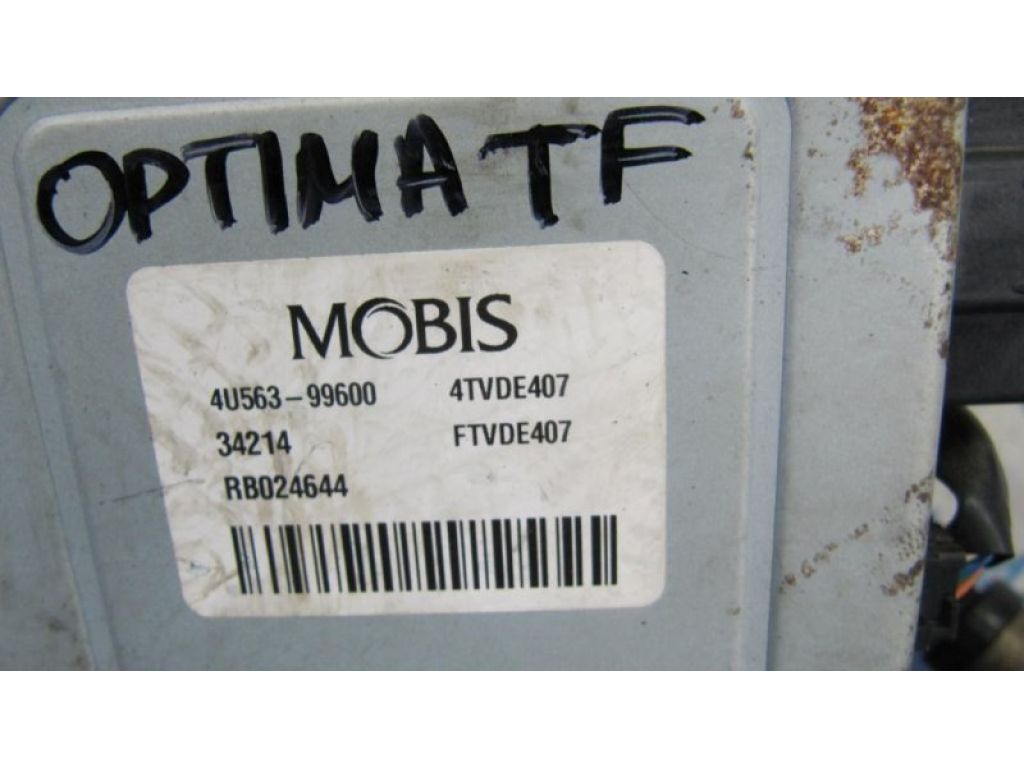 OPTIMA TF
MOBIS
4U563-99600 4TVDE407
34214 FTVDE407
RB024644